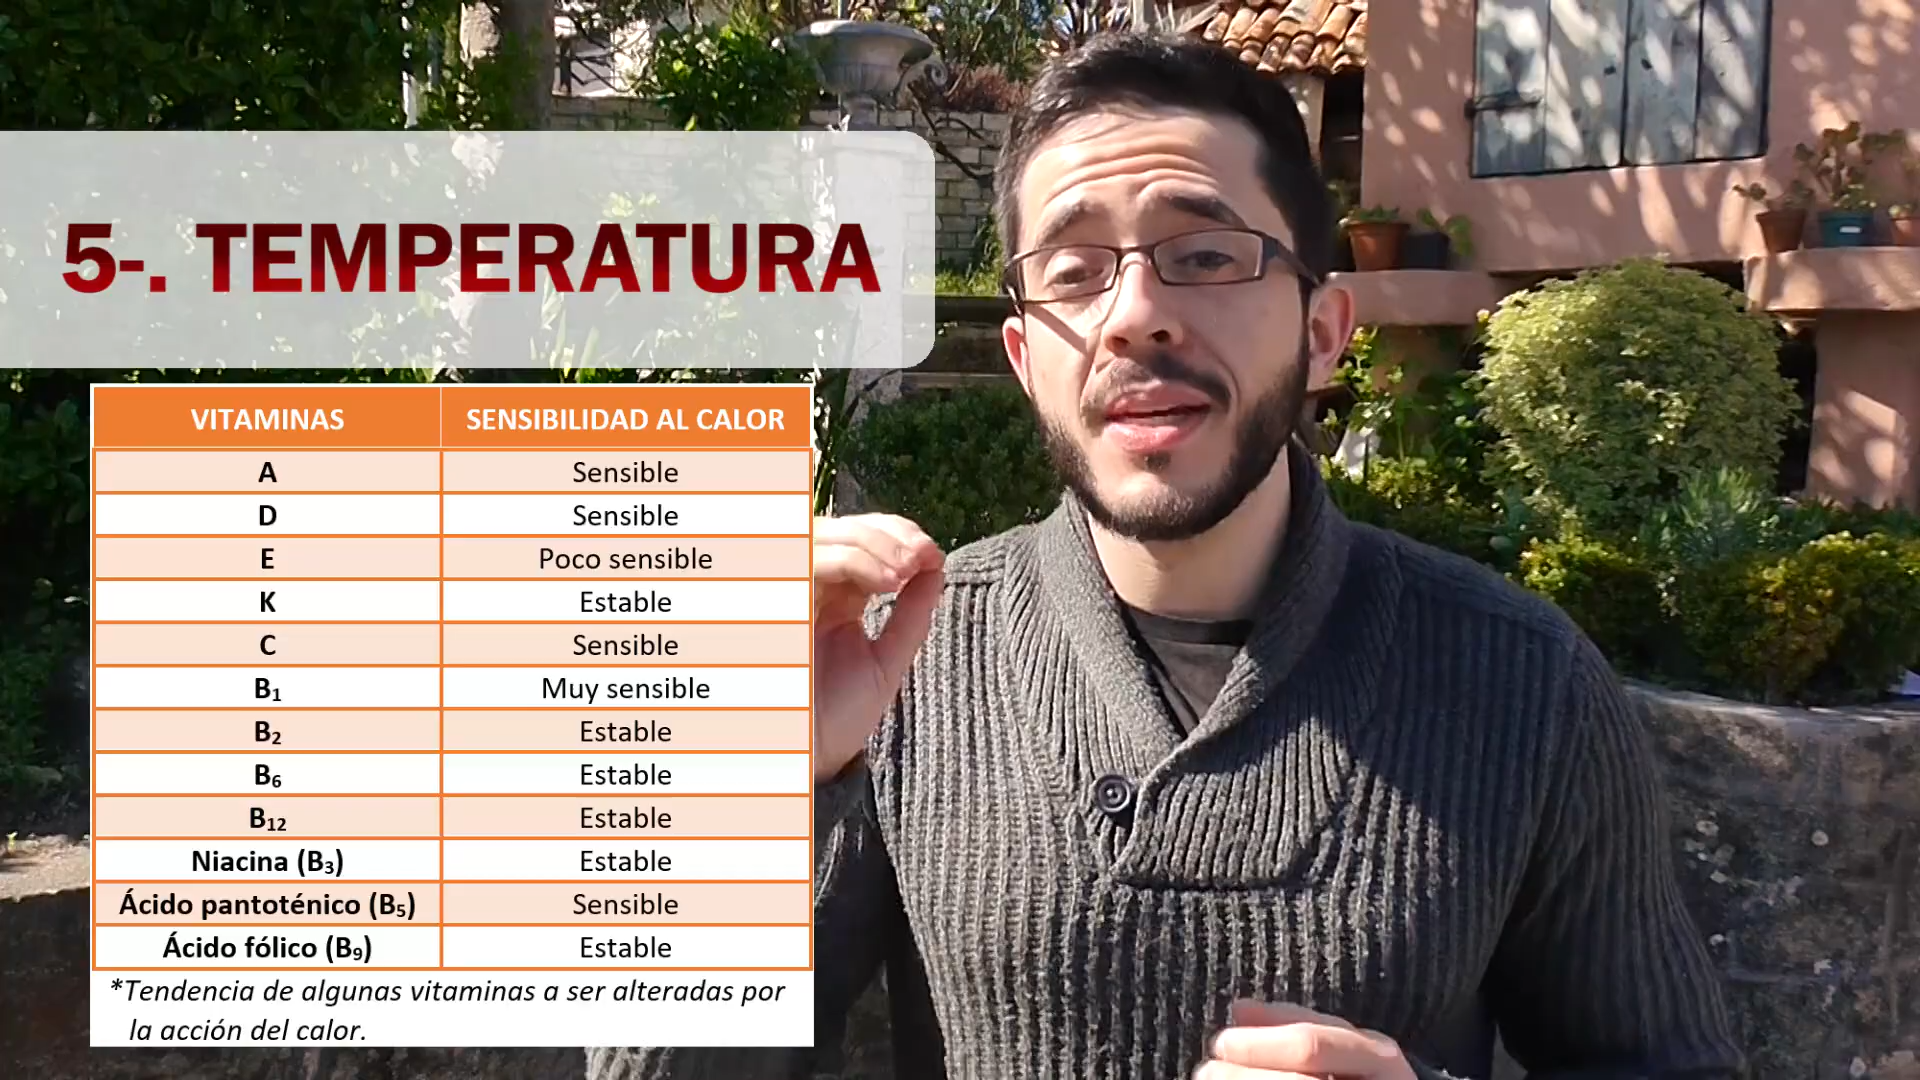 5-. TEMPERATURA
VITAMINAS SENSIBILIDAD AL CALOR
A Sensible
D Sensible
E Poco sensible
K Estable
C Sensible
B₁ Muy sensible
B₂ Estable
B₆ Estable
B₁₂ Estable
Niacina (B₃) Estable
Ácido pantoténico (B₅) Sensible
Ácido fólico (B₉) Estable
*Tendencia de algunas vitaminas a ser alteradas por
la acción del calor.